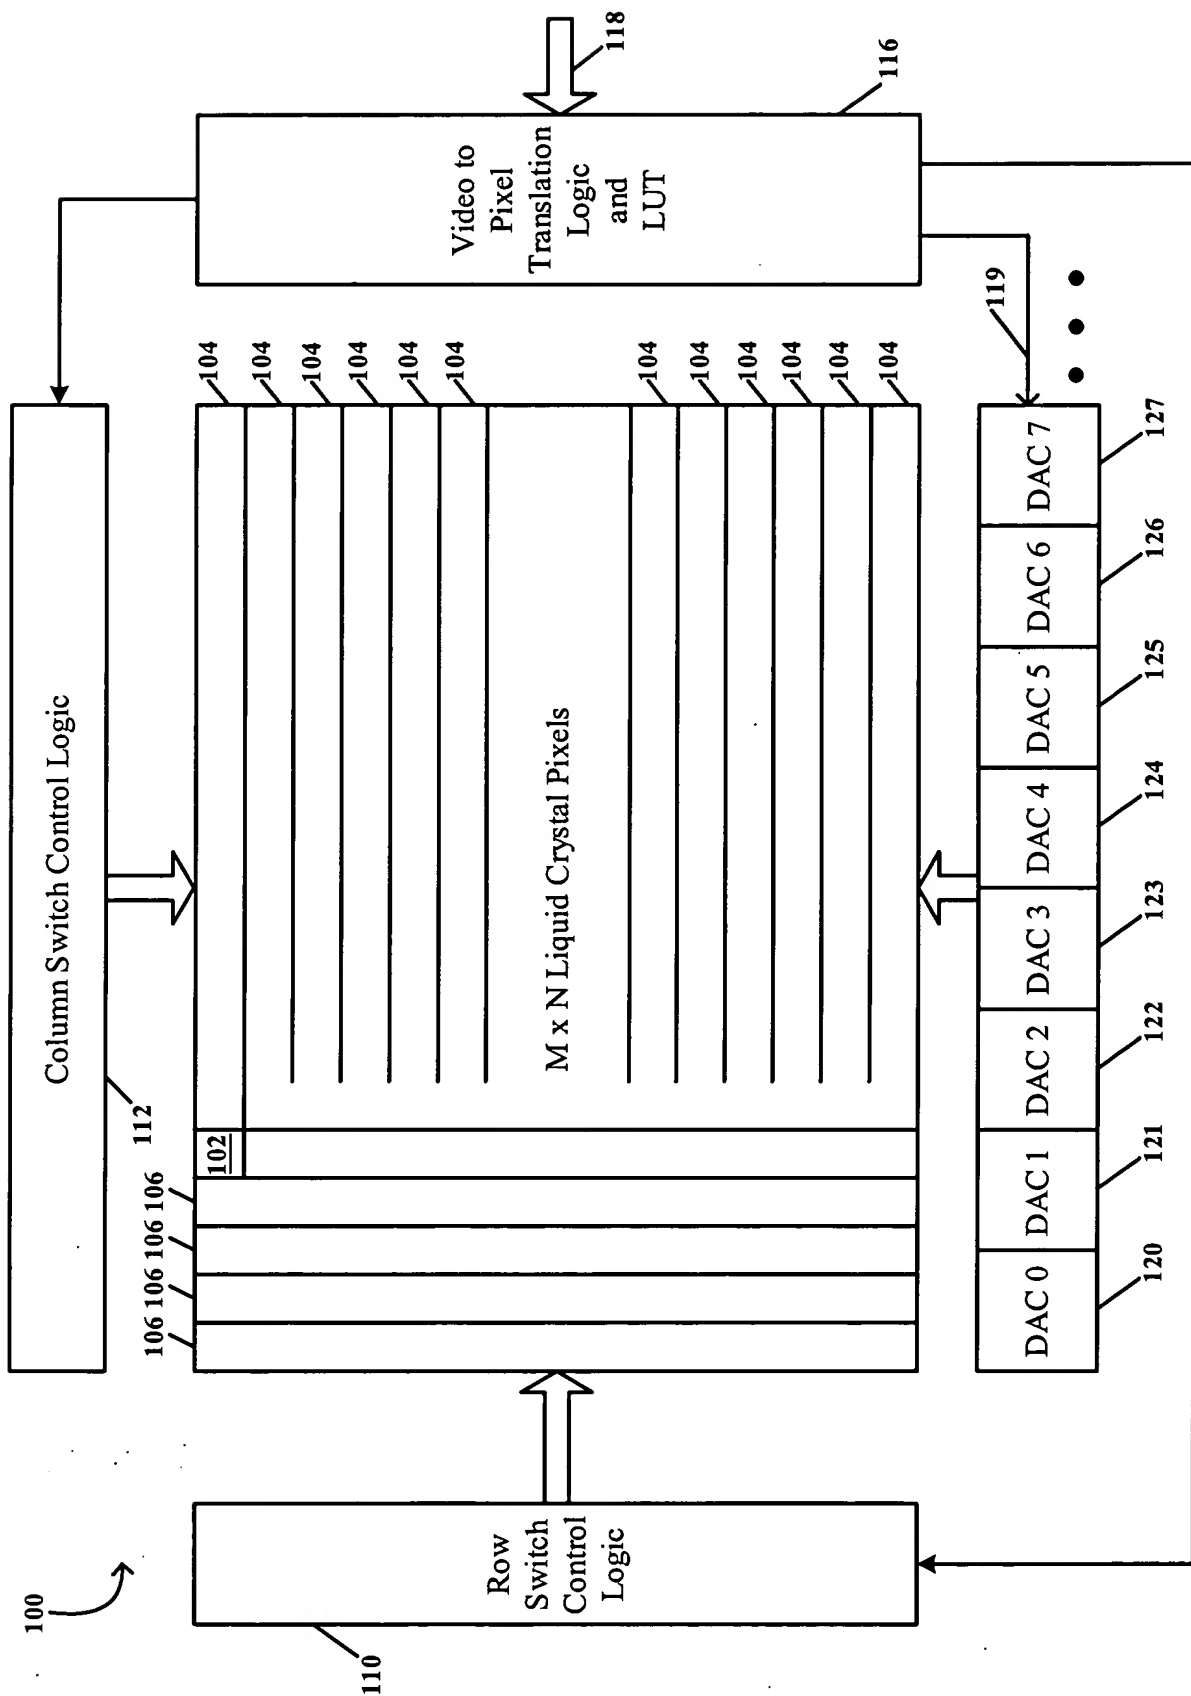 100
Column Switch Control Logic
112
106 106 106 106
102
104
104
104
104
104
104
M x N Liquid Crystal Pixels
104
104
104
104
104
104
Row
Switch
Control
Logic
110
Video to
Pixel
Translation
Logic
and
LUT
118
116
119
DAC 0
DAC 1
DAC 2
DAC 3
DAC 4
DAC 5
DAC 6
DAC 7
120
121
122
123
124
125
126
127